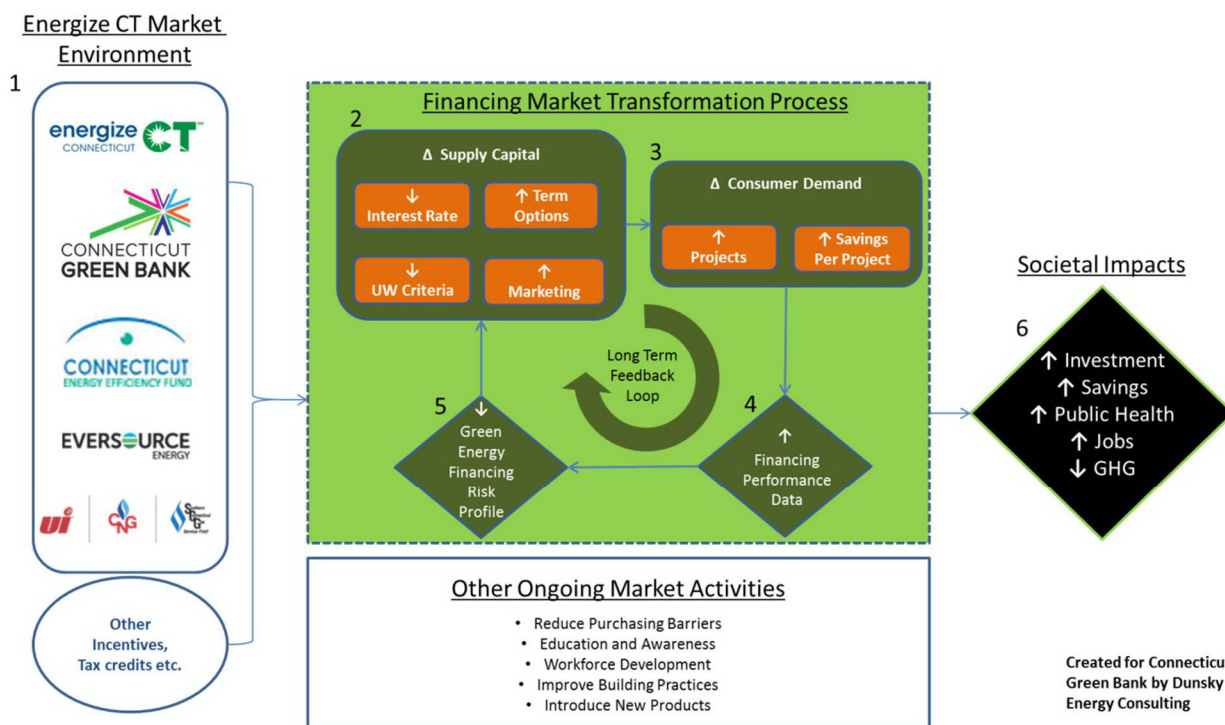 Energize CT Market
Environment
1
energize CT
CONNECTICUT
CONNECTICUT
GREEN BANK
CONNECTICUT
ENERGY EFFICIENCY FUND
EVERSOURCE
ENERGY
ui
CNG
Other
Incentives,
Tax credits etc.
Financing Market Transformation Process
2
Δ Supply Capital
↓
Interest Rate
↑ Term
Options
↓
UW Criteria
↑
Marketing
3
Δ Consumer Demand
↑
Projects
↑ Savings
Per Project
Long Term
Feedback
Loop
4
↑
Financing
Performance
Data
5
↓
Green
Energy
Financing
Risk
Profile
Other Ongoing Market Activities
• Reduce Purchasing Barriers
• Education and Awareness
• Workforce Development
• Improve Building Practices
• Introduce New Products
Societal Impacts
6
↑ Investment
↑ Savings
↑ Public Health
↑ Jobs
↓ GHG
Created for Connecticu
Green Bank by Dunsky
Energy Consulting